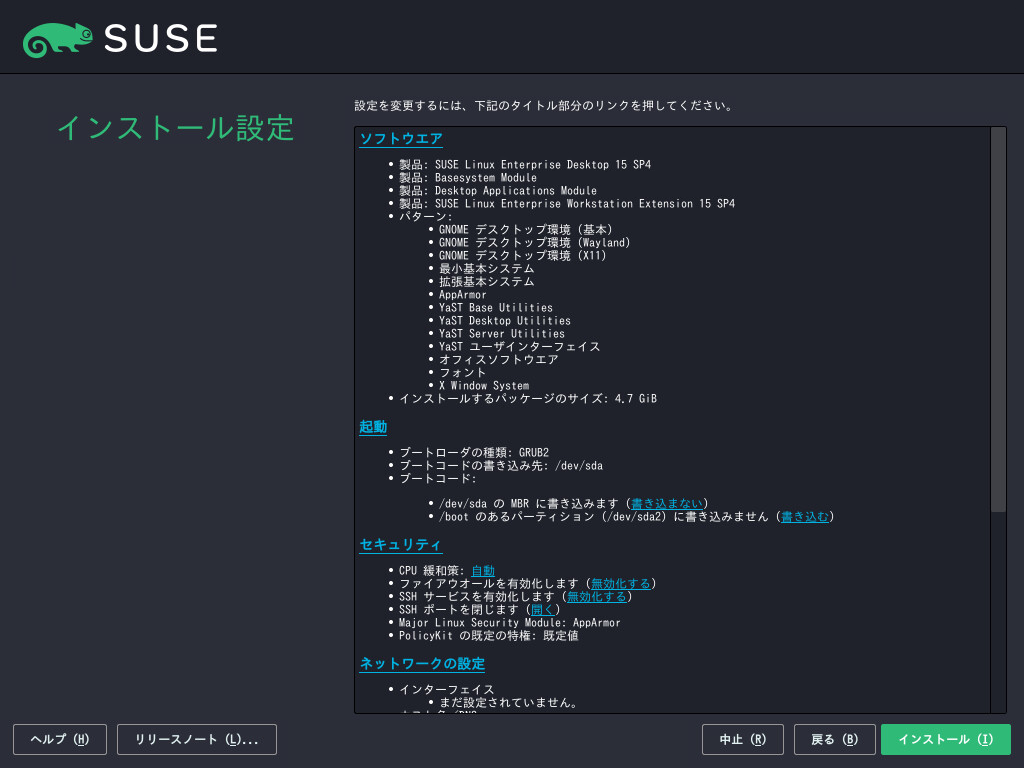 SUSE
インストール設定
設定を変更するには、下記のタイトル部分のリンクを押してください。
ソフトウエア
• 製品: SUSE Linux Enterprise Desktop 15 SP4
• 製品: Basesystem Module
• 製品: Desktop Applications Module
• 製品: SUSE Linux Enterprise Workstation Extension 15 SP4
• パターン:
• GNOME デスクトップ環境 (基本)
• GNOME デスクトップ環境 (Wayland)
• GNOME デスクトップ環境 (X11)
• 最小基本システム
• 拡張基本システム
• AppArmor
• YaST Base Utilities
• YaST Desktop Utilities
• YaST Server Utilities
• YaST ユーザインターフェイス
• オフィスソフトウエア
• フォント
• X Window System
• インストールするパッケージのサイズ: 4.7 GiB
起動
• ブートローダの種類: GRUB2
• ブートコードの書き込み先: /dev/sda
• ブートコード:
• /dev/sda の MBR に書き込みます (書き込まない)
• /boot のあるパーティション (/dev/sda2) に書き込みません (書き込む)
セキュリティ
• CPU 緩和策: 自動
• ファイアウオールを有効化します (無効化する)
• SSH サービスを有効化します (無効化する)
• SSH ポートを閉じます (開く)
• Major Linux Security Module: AppArmor
• PolicyKit の既定の特権: 既定値
ネットワークの設定
• インターフェイス
• まだ設定されていません。
ヘルプ (H)
リリースノート (L)...
中止 (R)
戻る (B)
インストール (I)